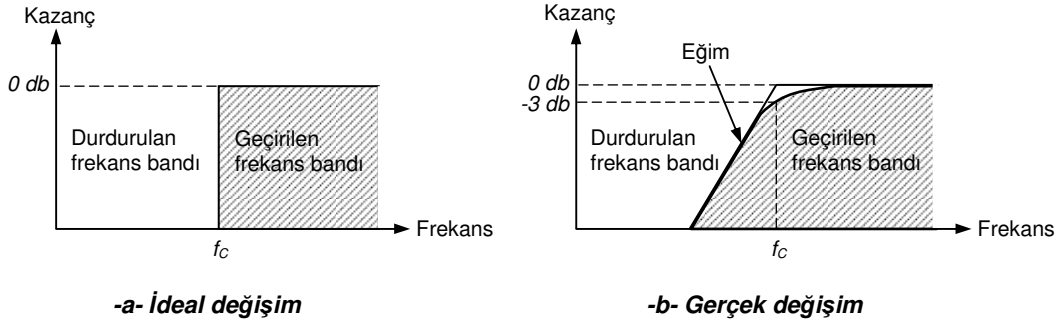 Kazanç
0 db
Durdurulan
frekans bandı
Geçirilen
frekans bandı
Frekans
fC
-a- İdeal değişim
Kazanç
Eğim
0 db
-3 db
Durdurulan
frekans bandı
Geçirilen
frekans bandı
Frekans
fC
-b- Gerçek değişim